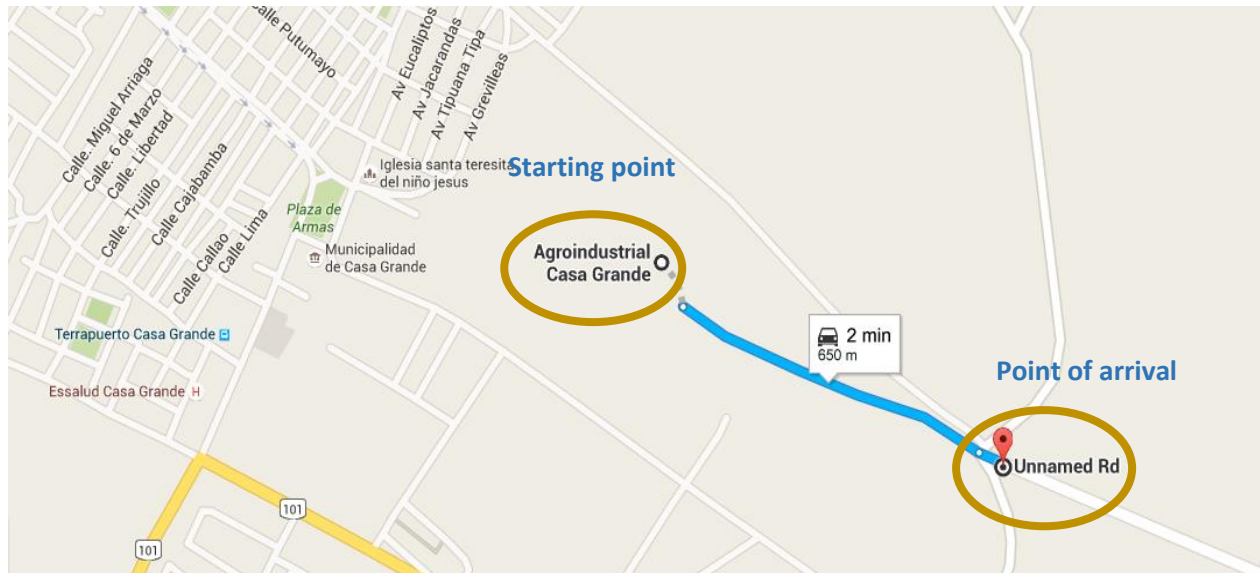 Calle Putumayo
Av Eucaliptos
Av Jacarandas
Av Tipuana Tipa
Av Grevilleas
Calle. Miguel Arriaga
Calle. 6 de Marzo
Calle. Libertad
Calle. Trujillo
Calle Cajabamba
Calle Callao
Calle Lima
Iglesia santa teresita
del niño jesus
Starting point
Plaza de
Armas
Municipalidad
de Casa Grande
Agroindustrial
Casa Grande
Terrapuerto Casa Grande
2 min
650 m
Essalud Casa Grande H
Point of arrival
Unnamed Rd
101
101